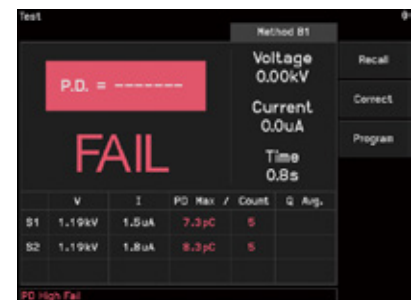 Test
Method B1
Voltage
0.00kV
Current
0.0uA
Time
0.8s
P.D. = -------
FAIL
Recall
Correct
Program
V I PD Max / Count Q Avg.
S1 1.19kV 1.5uA 7.3pC 5
S2 1.19kV 1.8uA 8.3pC 5
PD High Fail